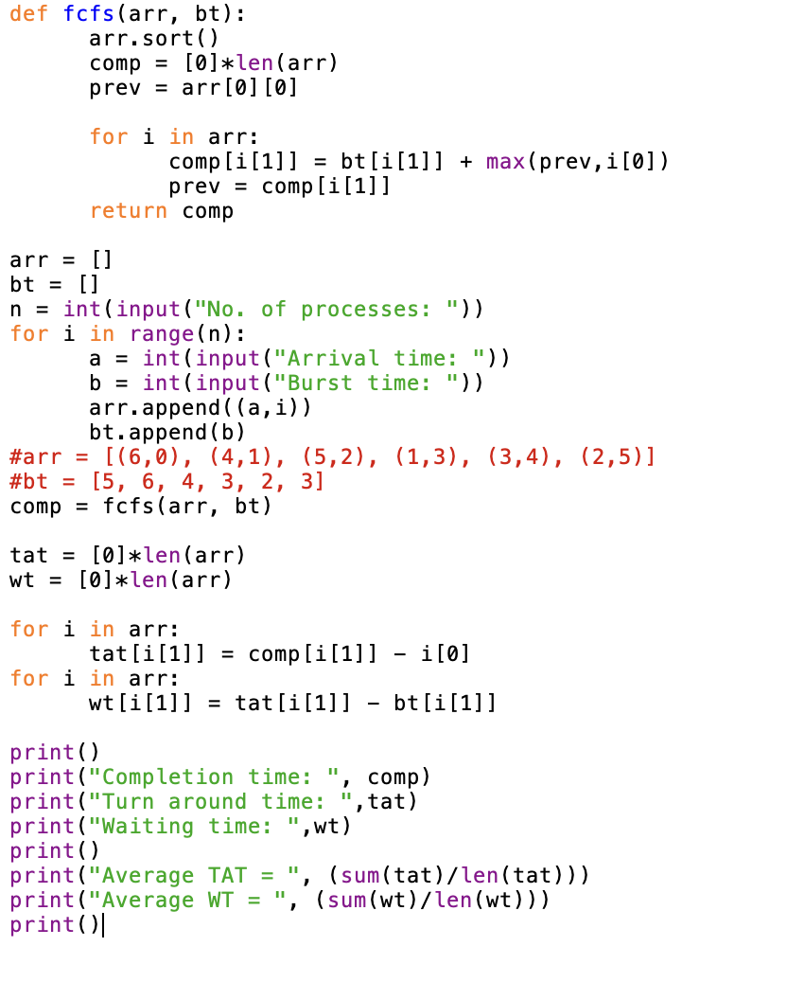 def fcfs(arr, bt):
      arr.sort()
      comp = [0]*len(arr)
      prev = arr[0][0]

      for i in arr:
            comp[i[1]] = bt[i[1]] + max(prev,i[0])
            prev = comp[i[1]]
      return comp

arr = []
bt = []
n = int(input("No. of processes: "))
for i in range(n):
      a = int(input("Arrival time: "))
      b = int(input("Burst time: "))
      arr.append((a,i))
      bt.append(b)
#arr = [(6,0), (4,1), (5,2), (1,3), (3,4), (2,5)]
#bt = [5, 6, 4, 3, 2, 3]
comp = fcfs(arr, bt)

tat = [0]*len(arr)
wt = [0]*len(arr)

for i in arr:
      tat[i[1]] = comp[i[1]] - i[0]
for i in arr:
      wt[i[1]] = tat[i[1]] - bt[i[1]]

print()
print("Completion time: ", comp)
print("Turn around time: ",tat)
print("Waiting time: ",wt)
print()
print("Average TAT = ", (sum(tat)/len(tat)))
print("Average WT = ", (sum(wt)/len(wt)))
print()